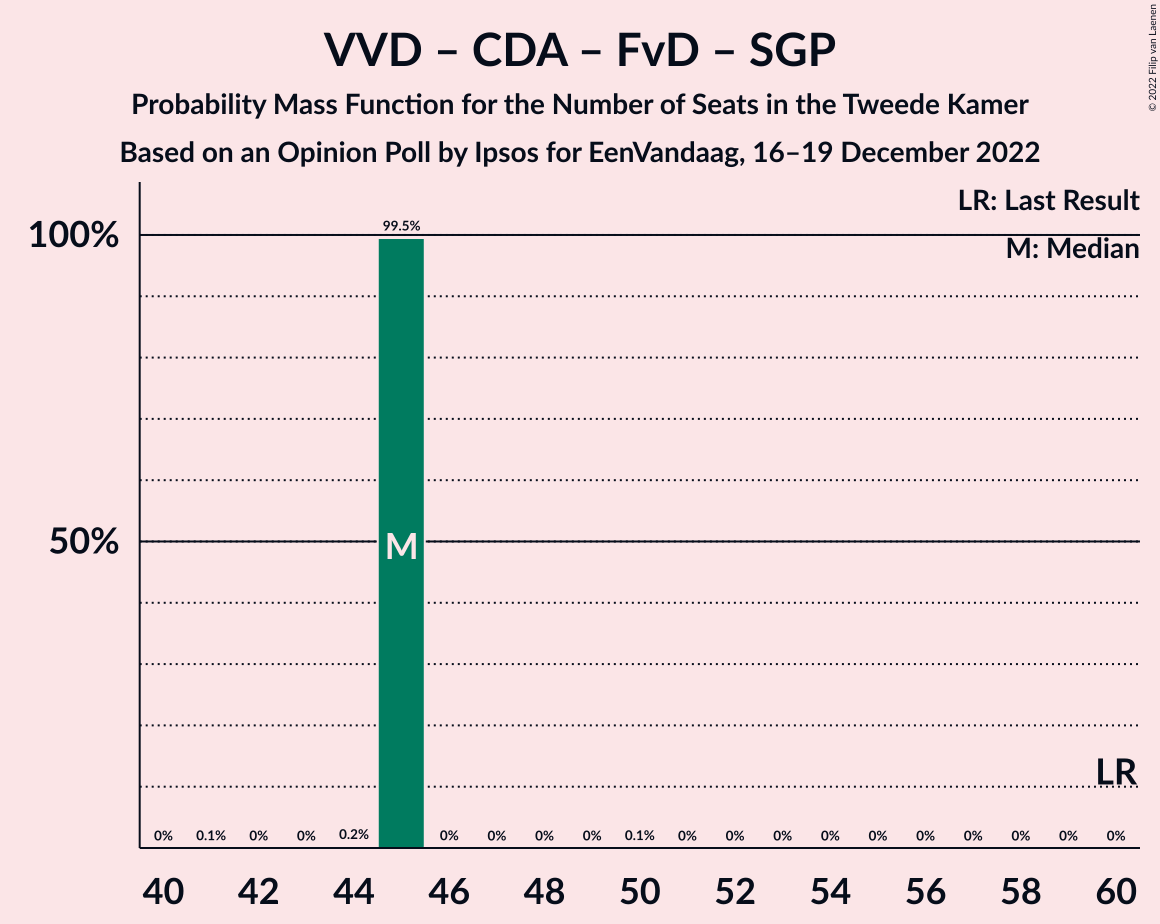 VVD – CDA – FvD – SGP
Probability Mass Function for the Number of Seats in the Tweede Kamer
Based on an Opinion Poll by Ipsos for EenVandaag, 16–19 December 2022
© 2022 Filip van Laenen
LR: Last Result
M: Median
100%
50%
99.5%
M
LR
0% 0.1% 0% 0% 0.2% 0% 0% 0% 0% 0.1% 0% 0% 0% 0% 0% 0% 0% 0% 0% 0%
40 42 44 46 48 50 52 54 56 58 60